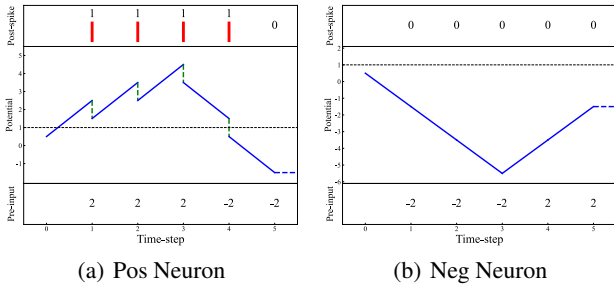 Post-spike
1 1 1 1 0
Potential
5
4
3
2
1
0
-1
Pre-input
2 2 2 -2 -2
0 1 2 3 4 5
Time-step
(a) Pos Neuron
Post-spike
0 0 0 0 0
Potential
2
1
0
-1
-2
-3
-4
-5
-6
Pre-input
-2 -2 -2 2 2
0 1 2 3 4 5
Time-step
(b) Neg Neuron